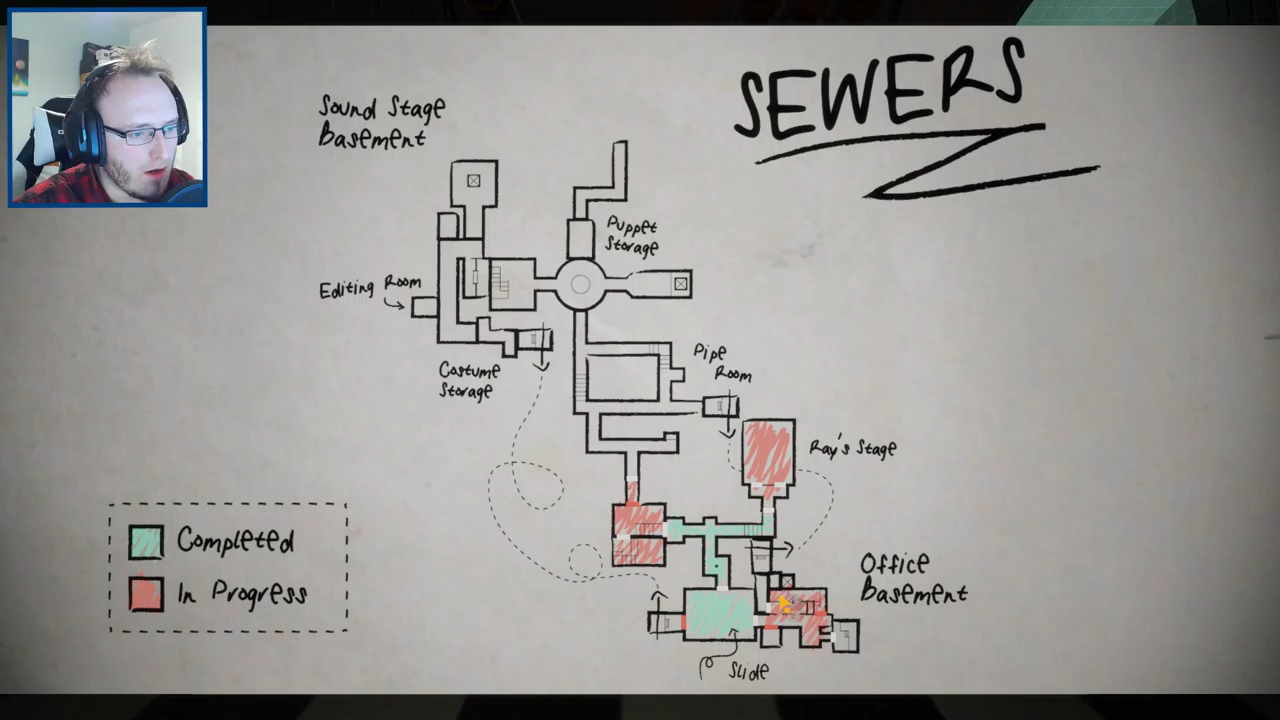 SEWERS
Sound Stage
Basement
Puppet
Storage
Editing Room
Costume
Storage
Pipe
Room
Ray's Stage
Completed
In Progress
Office
Basement
Slide